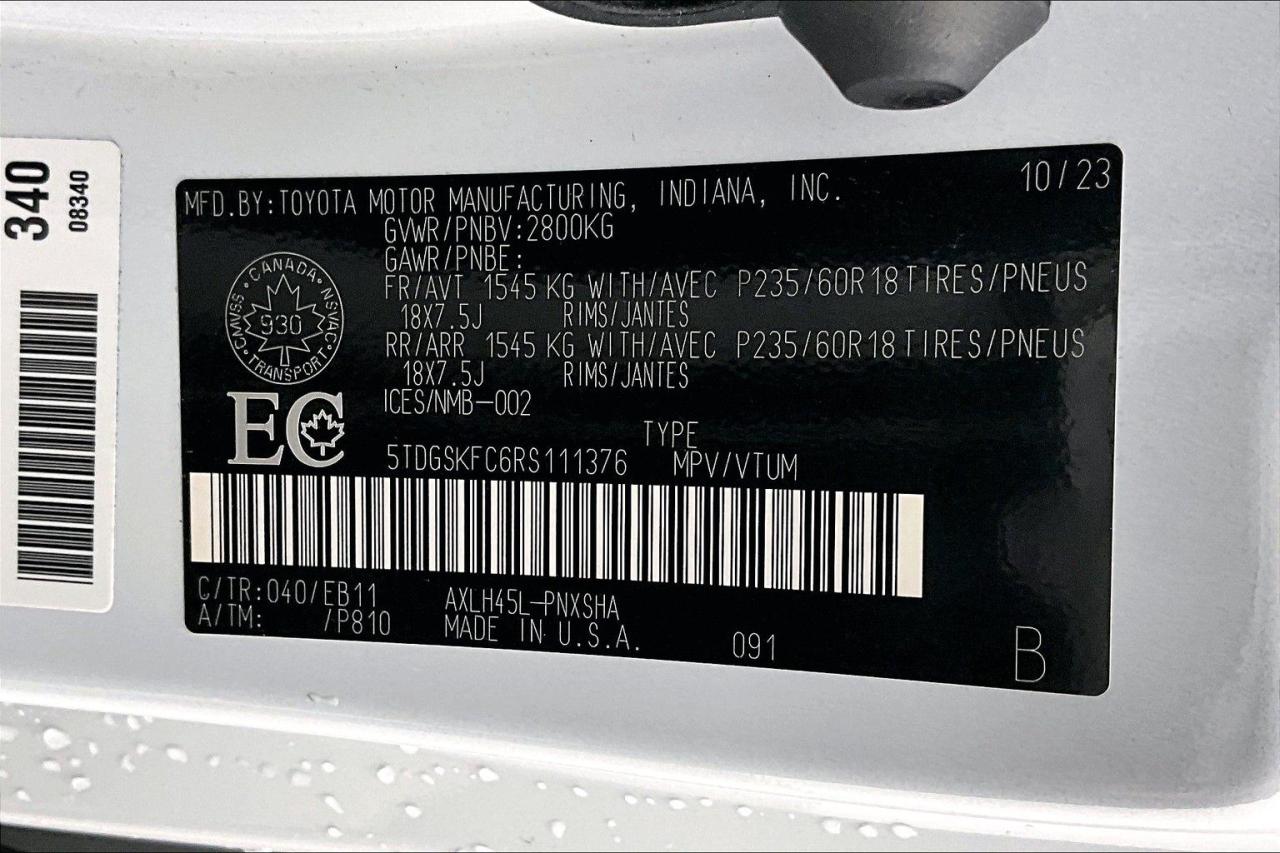 340
08340
MFD.BY:TOYOTA MOTOR MANUFACTURING, INDIANA, INC. 10/23
GVWR/PNBV:2800KG
GAWR/PNBE:
FR/AVT 1545 KG WITH/AVEC P235/60R18 TIRES/PNEUS
18X7.5J RIMS/JANTES
RR/ARR 1545 KG WITH/AVEC P235/60R18 TIRES/PNEUS
18X7.5J RIMS/JANTES
ICES/NMB-002
CANADA · NSVAC · TRANSPORT · CMVSS ·
930
EC
TYPE
5TDGSKFC6RS111376 MPV/VTUM
C/TR:040/EB11 AXLH45L-PNXSHA
A/TM: /P810 MADE IN U.S.A. 091 B